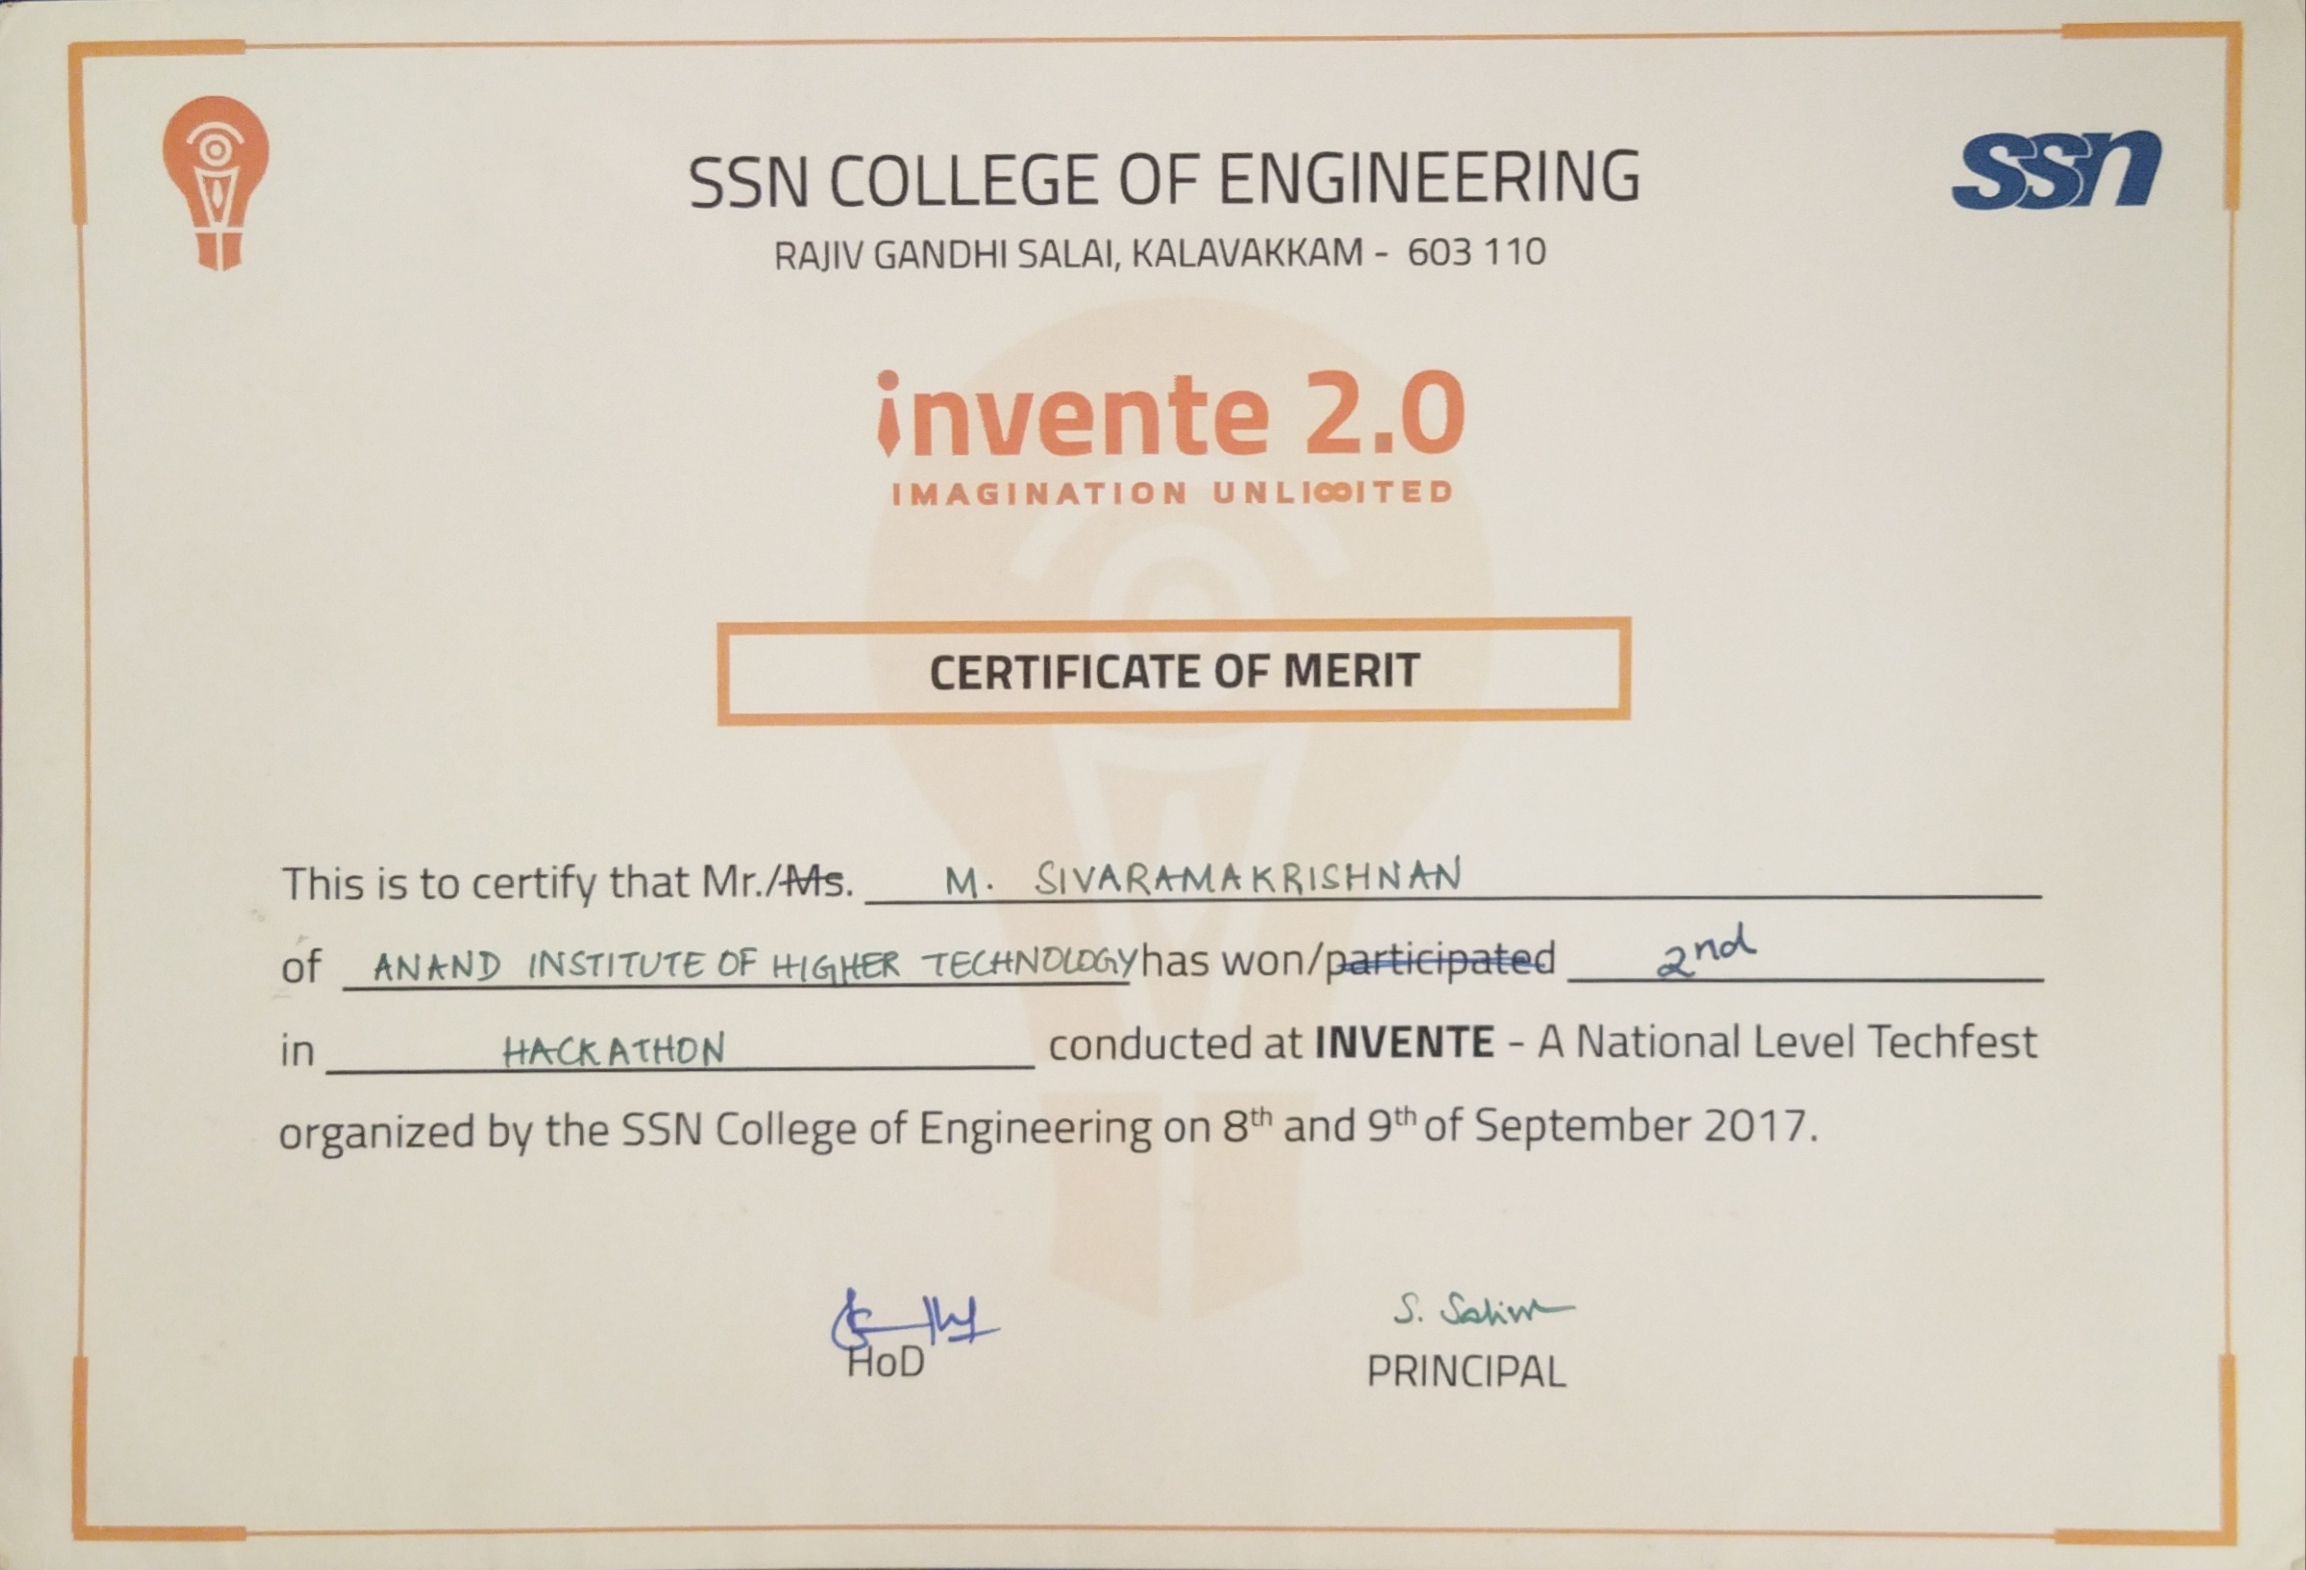 ssn
SSN COLLEGE OF ENGINEERING
RAJIV GANDHI SALAI, KALAVAKKAM - 603 110
invente 2.0
IMAGINATION UNLI∞ITED
CERTIFICATE OF MERIT
This is to certify that Mr./Ms. M. SIVARAMAKRISHNAN
of ANAND INSTITUTE OF HIGHER TECHNOLOGY has won/participated 2nd
in HACKATHON conducted at INVENTE - A National Level Techfest
organized by the SSN College of Engineering on 8th and 9th of September 2017.
HoD
PRINCIPAL